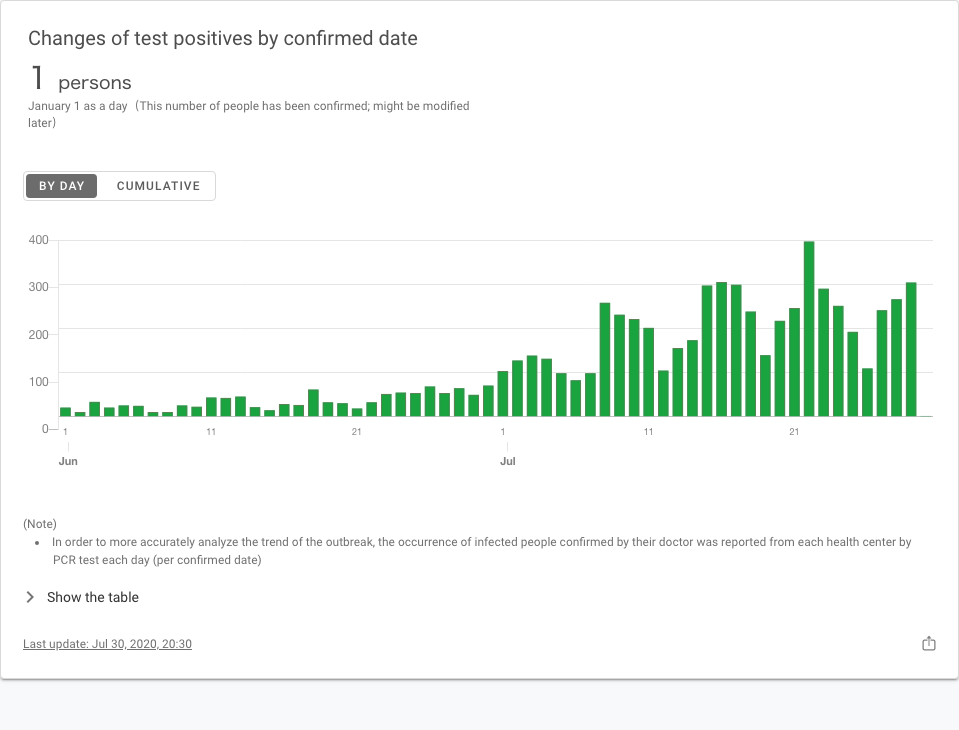 Changes of test positives by confirmed date
1 persons
January 1 as a day（This number of people has been confirmed; might be modified
later）
BY DAY CUMULATIVE
400
300
200
100
0
1 11 21 1 11 21
Jun Jul
(Note)
• In order to more accurately analyze the trend of the outbreak, the occurrence of infected people confirmed by their doctor was reported from each health center by
PCR test each day (per confirmed date)
Show the table
Last update: Jul 30, 2020, 20:30